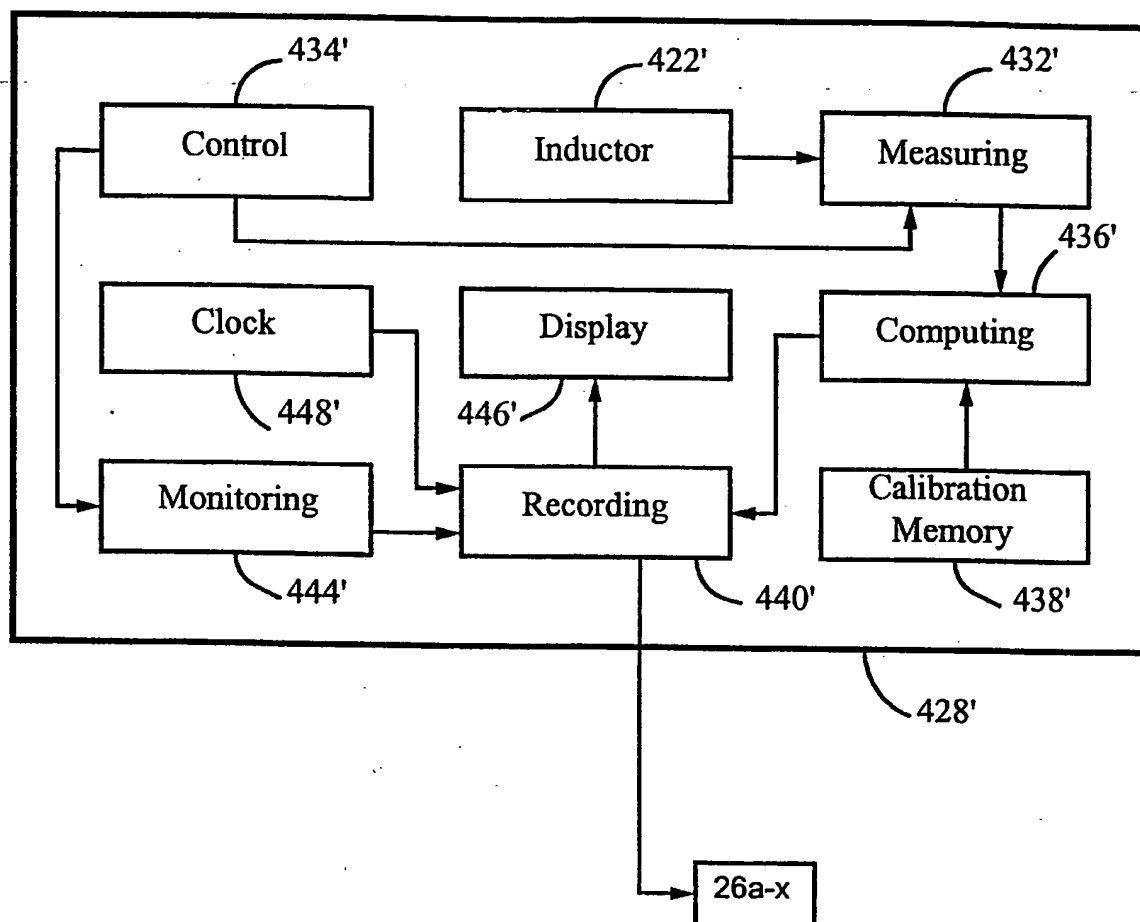 434'
422'
432'
Control
Inductor
Measuring
436'
Clock
Display
Computing
448'
446'
Monitoring
Recording
Calibration
Memory
444'
440'
438'
428'
26a-x